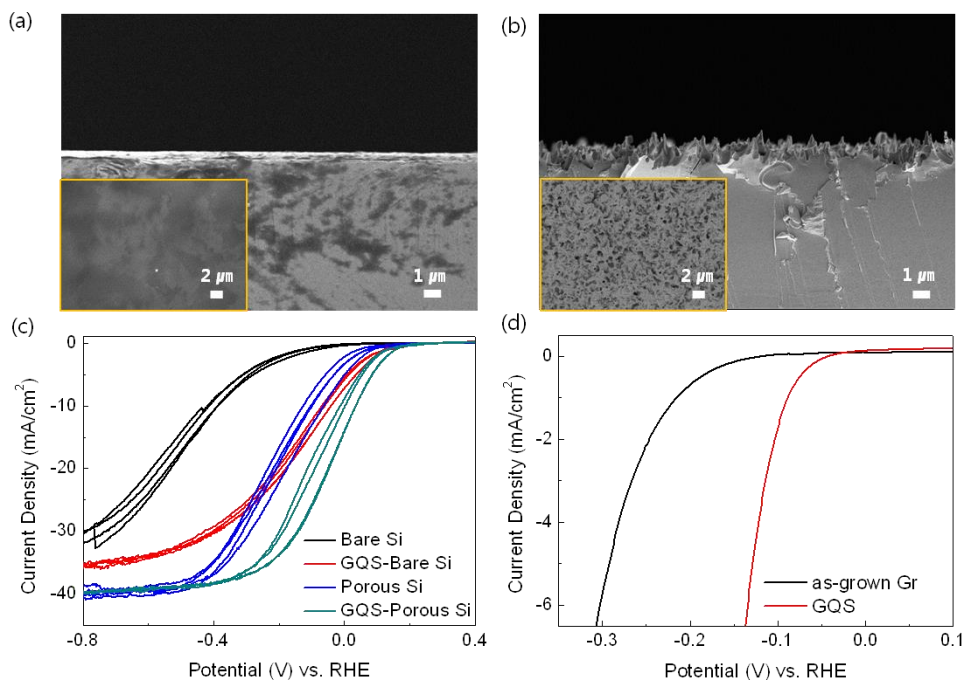 (a)
2 µm
1 µm
(b)
2 µm
1 µm
(c)
0
-10
-20
-30
-40
Current Density (mA/cm²)
Bare Si
GQS-Bare Si
Porous Si
GQS-Porous Si
-0.8
-0.4
0.0
0.4
Potential (V) vs. RHE
(d)
0
-2
-4
-6
Current Density (mA/cm²)
as-grown Gr
GQS
-0.3
-0.2
-0.1
0.0
0.1
Potential (V) vs. RHE